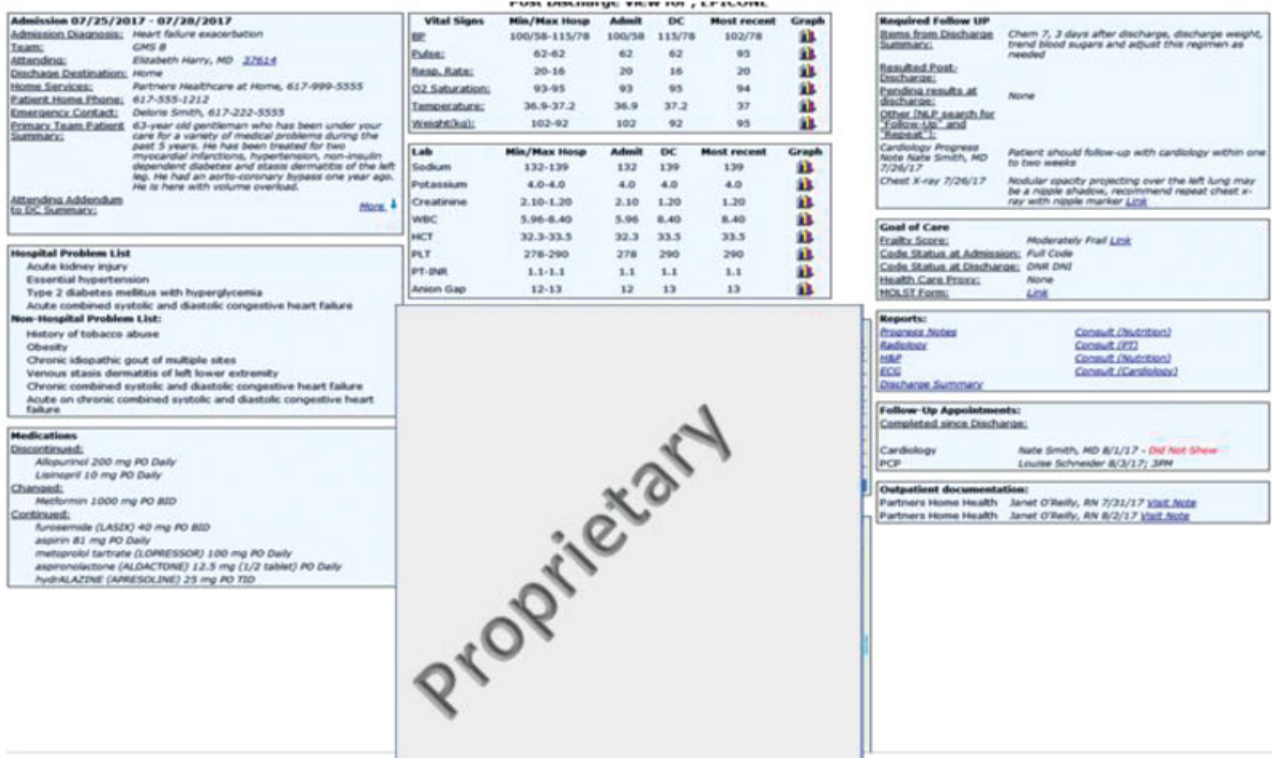 Post Discharge View for , EPICONE
Admission 07/25/2017 - 07/28/2017
Admission Diagnosis: Heart failure exacerbation
Team: GMS 8
Attending: Elizabeth Harry, MD 37614
Dischage Destination: Home
Home Services: Partners Healthcare at Home, 617-999-5555
Patient Home Phone: 617-555-1212
Emergency Contact: Deloris Smith, 617-222-5555
Primary Team Patient Summary: 63-year old gentleman who has been under your
care for a variety of medical problems during the
past 5 years. He has been treated for two
myocardial infarctions, hypertension, non-insulin
dependent diabetes and stasis dermatitis of the left
leg. He had an aorto-coronary bypass one year ago.
He is here with volume overload.
Attending Addendum
to DC Summary:
More
Hospital Problem List
Acute kidney injury
Essential hypertension
Type 2 diabetes mellitus with hyperglycemia
Acute combined systolic and diastolic congestive heart failure
Non-Hospital Problem List:
History of tobacco abuse
Obesity
Chronic idiopathic gout of multiple sites
Venous stasis dermatitis of left lower extremity
Chronic combined systolic and diastolic congestive heart failure
Acute on chronic combined systolic and diastolic congestive heart
failure
Medications
Discontinued:
Allopurinol 200 mg PO Daily
Lisinopril 10 mg PO Daily
Changed:
Metformin 1000 mg PO BID
Continued:
furosemide (LASIX) 40 mg PO BID
aspirin 81 mg PO Daily
metoprolol tartrate (LOPRESSOR) 100 mg PO Daily
aspironolactone (ALDACTONE) 12.5 mg (1/2 tablet) PO Daily
hydrALAZINE (APRESOLINE) 25 mg PO TID
Vital Signs Min/Max Hosp Admit DC Most recent Graph
BP 100/58-115/78 100/58 115/78 102/78
Pulse: 62-62 62 62 95
Resp. Rate: 20-16 20 16 20
O2 Saturation: 93-95 93 95 94
Temperature: 36.9-37.2 36.9 37.2 37
Weight(kg): 102-92 102 92 95
Lab Min/Max Hosp Admit DC Most recent Graph
Sodium 132-139 132 139 139
Potassium 4.0-4.0 4.0 4.0 4.0
Creatinine 2.10-1.20 2.10 1.20 1.20
WBC 5.96-8.40 5.96 8.40 8.40
HCT 32.3-33.5 32.3 33.5 33.5
PLT 278-290 278 290 290
PT-INR 1.1-1.1 1.1 1.1 1.1
Anion Gap 12-13 12 13 13
Proprietary
Required Follow UP
Items from Discharge Summary: Chem 7, 3 days after discharge, discharge weight,
trend blood sugars and adjust this regimen as
needed
Resulted Post-
Discharge:
Pending results at
discharge: None
Other [NLP search for
"Follow-Up" and
"Repeat"]:
Cardiology Progress
Note Nate Smith, MD
7/26/17
Patient should follow-up with cardiology within one
to two weeks
Chest X-ray 7/26/17 Nodular opacity projecting over the left lung may
be a nipple shadow, recommend repeat chest x-
ray with nipple marker Link
Goal of Care
Frailty Score: Moderately Frail Link
Code Status at Admission: Full Code
Code Status at Discharge: DNR DNI
Health Care Proxy: None
MOLST Form: Link
Reports:
Progress Notes Consult (Nutrition)
Radiology Consult (PT)
H&P Consult (Nutrition)
ECG Consult (Cardiology)
Discharge Summary
Follow-Up Appointments:
Completed since Discharge:
Cardiology Nate Smith, MD 8/1/17 - Did Not Show
PCP Louise Schneider 8/3/17; 3PM
Outpatient documentation:
Partners Home Health Janet O'Reilly, RN 7/31/17 Visit Note
Partners Home Health Janet O'Reilly, RN 8/2/17 Visit Note